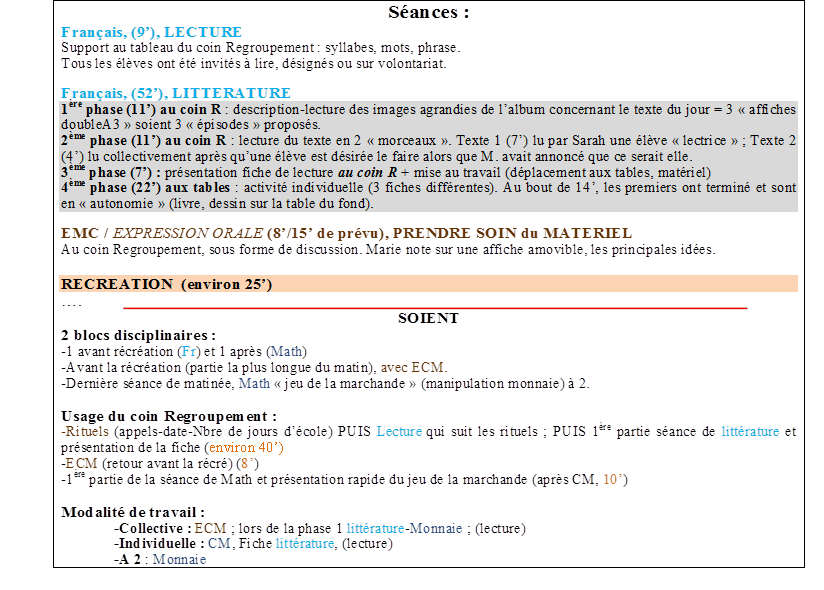 Séances :
Français, (9’), LECTURE
Support au tableau du coin Regroupement : syllabes, mots, phrase.
Tous les élèves ont été invités à lire, désignés ou sur volontariat.
Français, (52’), LITTERATURE
1ère phase (11’) au coin R : description-lecture des images agrandies de l’album concernant le texte du jour = 3 « affiches
doubleA3 » soient 3 « épisodes » proposés.
2ème phase (11’) au coin R : lecture du texte en 2 « morceaux ». Texte 1 (7’) lu par Sarah une élève « lectrice » ; Texte 2
(4’) lu collectivement après qu’une élève est désirée le faire alors que M. avait annoncé que ce serait elle.
3ème phase (7’) : présentation fiche de lecture au coin R + mise au travail (déplacement aux tables, matériel)
4ème phase (22’) aux tables : activité individuelle (3 fiches différentes). Au bout de 14’, les premiers ont terminé et sont
en « autonomie » (livre, dessin sur la table du fond).
EMC / EXPRESSION ORALE (8’/15’ de prévu), PRENDRE SOIN du MATERIEL
Au coin Regroupement, sous forme de discussion. Marie note sur une affiche amovible, les principales idées.
RECREATION (environ 25’)
….
SOIENT
2 blocs disciplinaires :
-1 avant récréation (Fr) et 1 après (Math)
-Avant la récréation (partie la plus longue du matin), avec ECM.
-Dernière séance de matinée, Math « jeu de la marchande » (manipulation monnaie) à 2.
Usage du coin Regroupement :
-Rituels (appels-date-Nbre de jours d’école) PUIS Lecture qui suit les rituels ; PUIS 1ère partie séance de littérature et
présentation de la fiche (environ 40’)
-ECM (retour avant la récré) (8’)
-1ère partie de la séance de Math et présentation rapide du jeu de la marchande (après CM, 10’)
Modalité de travail :
-Collective : ECM ; lors de la phase 1 littérature-Monnaie ; (lecture)
-Individuelle : CM, Fiche littérature, (lecture)
-A 2 : Monnaie